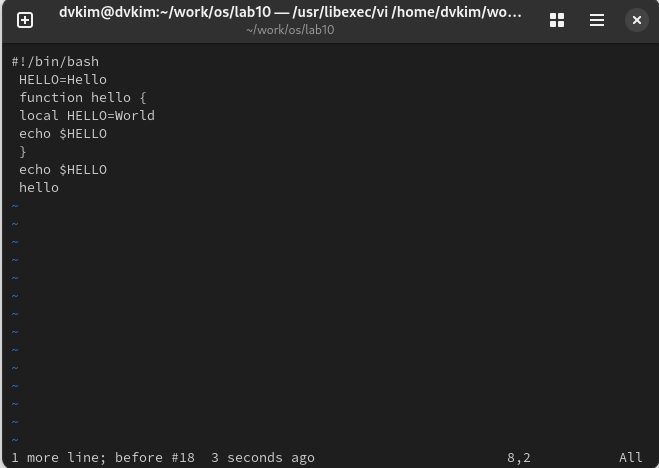 dvkim@dvkim:~/work/os/lab10 — /usr/libexec/vi /home/dvkim/wo…
~/work/os/lab10
#!/bin/bash
 HELLO=Hello
 function hello {
 local HELLO=World
 echo $HELLO
 }
 echo $HELLO
 hello
~
~
~
~
~
~
~
~
~
~
~
~
~
~
1 more line; before #18  3 seconds ago 8,2 All